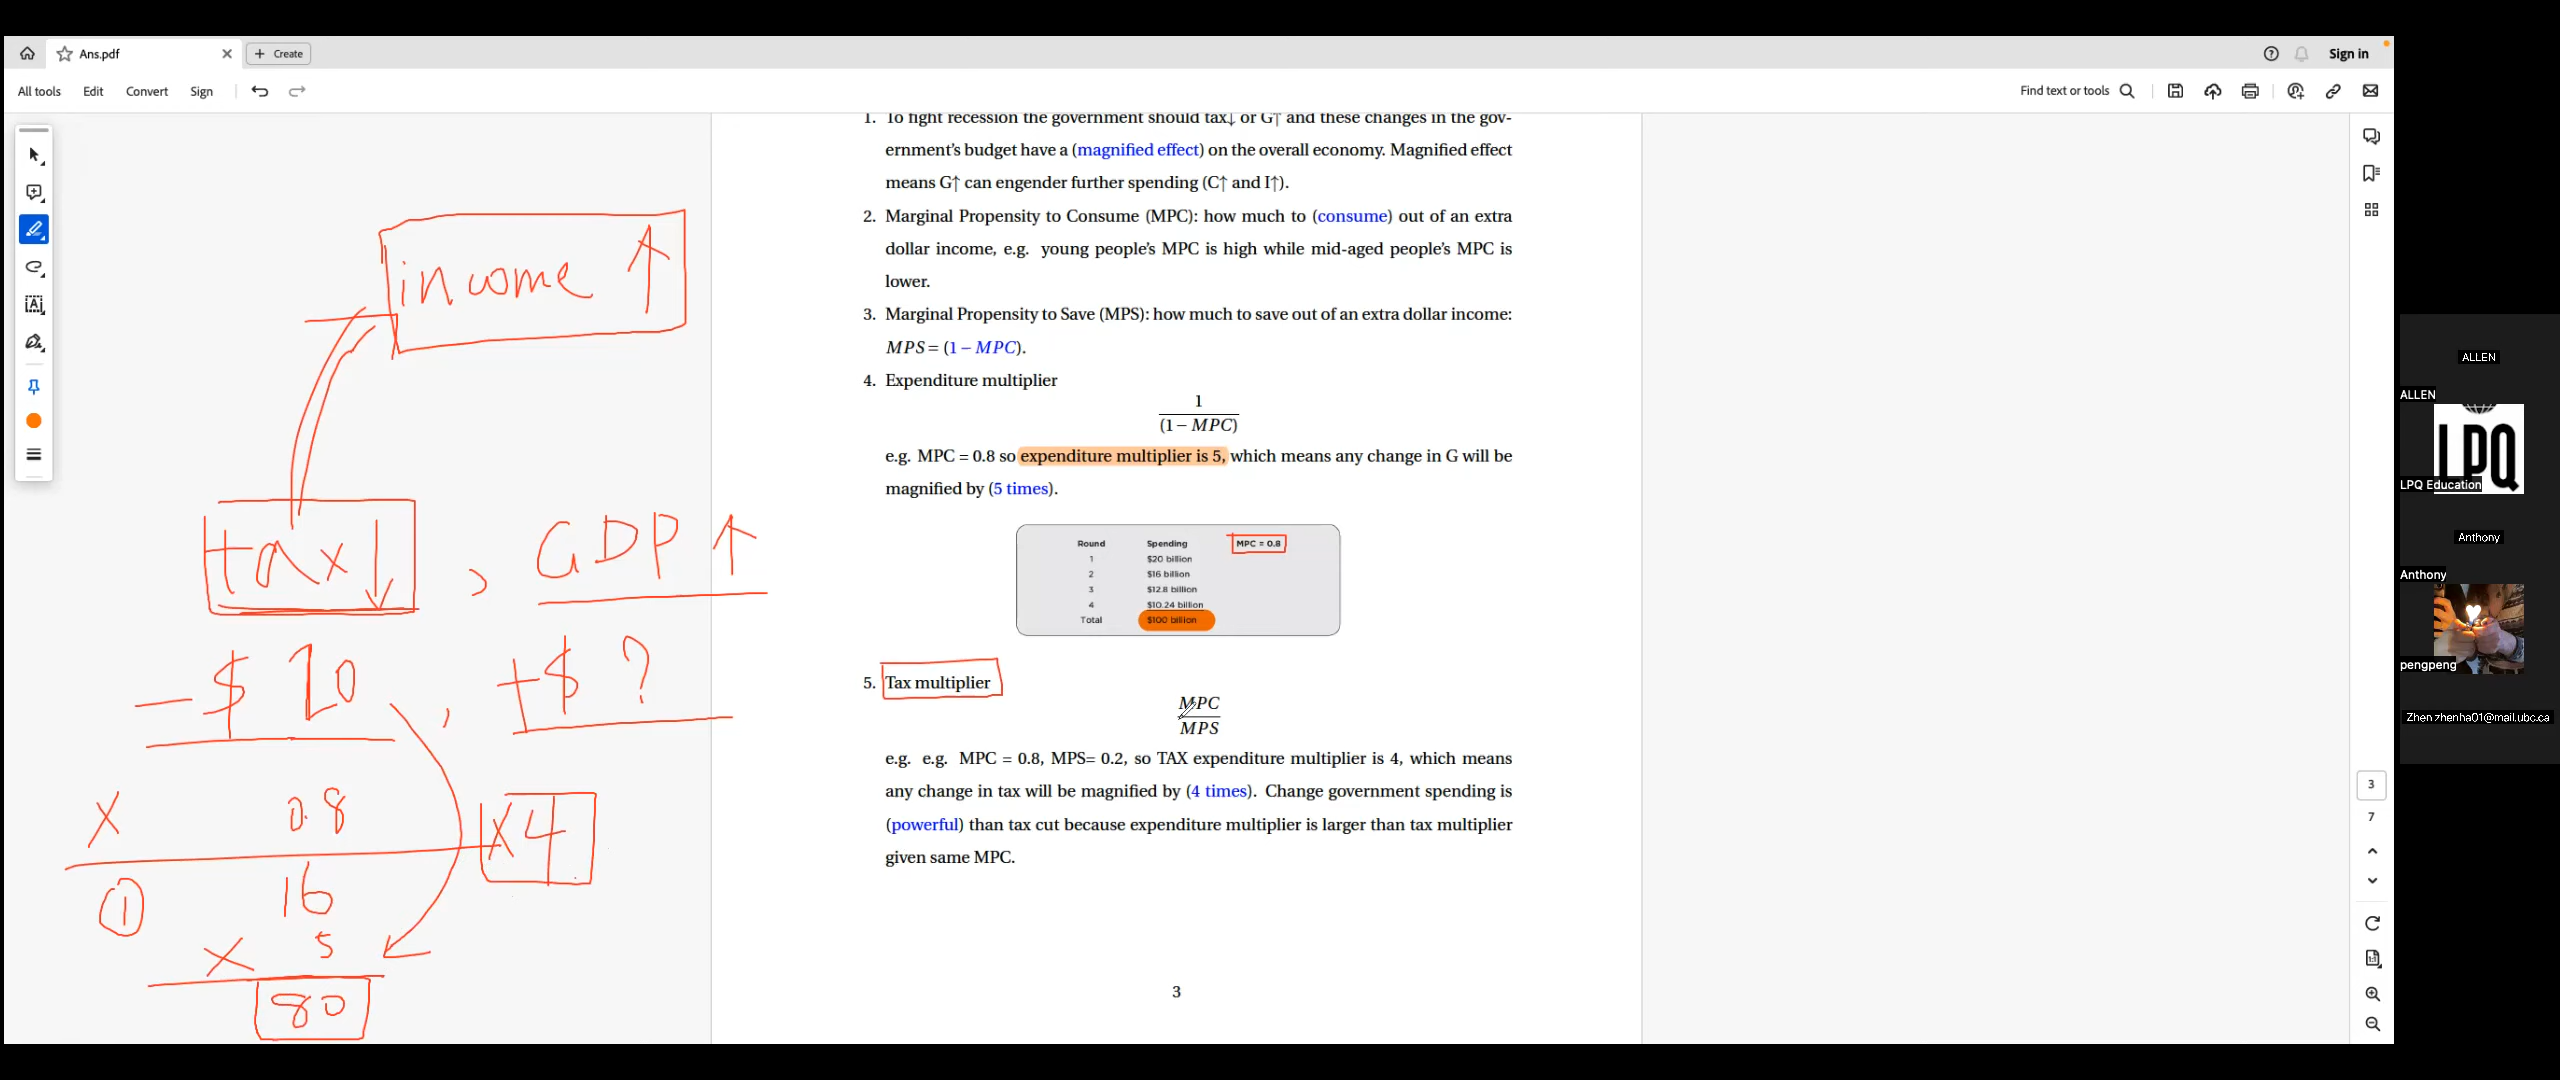 Ans.pdf
Create
Sign in
All tools Edit Convert Sign
Find text or tools
1. To fight recession the government should tax↓ or G↑ and these changes in the gov-
ernment's budget have a (magnified effect) on the overall economy. Magnified effect
means G↑ can engender further spending (C↑ and I↑).
2. Marginal Propensity to Consume (MPC): how much to (consume) out of an extra
dollar income, e.g. young people's MPC is high while mid-aged people's MPC is
lower.
3. Marginal Propensity to Save (MPS): how much to save out of an extra dollar income:
MPS = (1 − MPC).
4. Expenditure multiplier
1
(1 − MPC)
e.g. MPC = 0.8 so expenditure multiplier is 5, which means any change in G will be
magnified by (5 times).
Round Spending MPC = 0.8
1 $20 billion
2 $16 billion
3 $12.8 billion
4 $10.24 billion
Total $100 billion
5. Tax multiplier
MPC
MPS
e.g. e.g. MPC = 0.8, MPS= 0.2, so TAX expenditure multiplier is 4, which means
any change in tax will be magnified by (4 times). Change government spending is
(powerful) than tax cut because expenditure multiplier is larger than tax multiplier
given same MPC.
3
income ↑
tax ↓ , GDP ↑
−$ 20 , +$ ?
X 0.8
X4
① 16
X 5
80
3
7
ALLEN
ALLEN
LPQ
LPQ Education
Anthony
Anthony
pengpeng
Zhen zhenha01@mail.ubc.ca